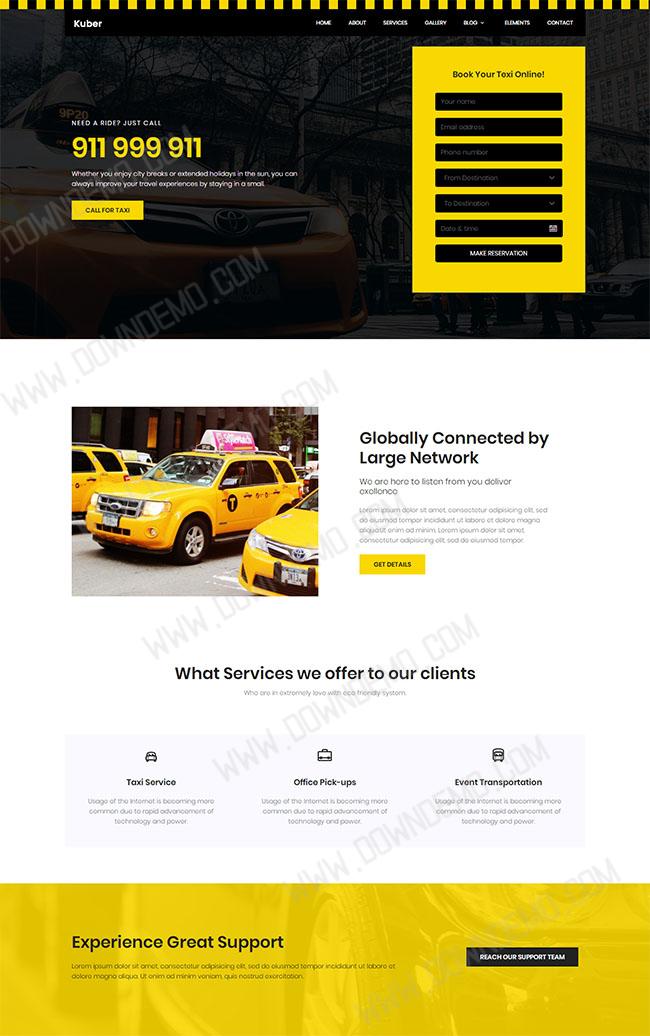 Kuber
HOME ABOUT SERVICES GALLERY BLOG ELEMENTS CONTACT
9P20
NEED A RIDE? JUST CALL
911 999 911
Whether you enjoy city breaks or extended holidays in the sun, you can
always improve your travel experiences by staying in a small.
CALL FOR TAXI
Book Your Texi Online!
Your name
Email address
Phone number
From Destination
To Destination
Date & time
MAKE RESERVATION
WWW.DOWNDEMO.COM
Globally Connected by
Large Network
We are here to listen from you deliver
exellence
Lorem ipsum dolor sit amet, consectetur adipisicing elit, sed
do eiusmod tempor incididunt ut labore et dolore magna
aliqua.Ut enim ad minim. Lorem ipsum dolor sit amet,
consectetur adipisicing elit, sed do eiusmod tempor.
GET DETAILS
What Services we offer to our clients
Who are in extremely love with eco friendly system.
Taxi Service
Usage of the Internet is becoming more
common due to rapid advancement of
technology and power.
Office Pick-ups
Usage of the Internet is becoming more
common due to rapid advancement of
technology and power.
Event Transportation
Usage of the Internet is becoming more
common due to rapid advancement of
technology and power.
Experience Great Support
Lorem ipsum dolor sit amet, consectetur adipisicing elit, sed do eiusmod tempor incididunt ut labore et
dolore magna aliqua. Ut enim ad minim veniam, quis nostrud exercitation.
REACH OUR SUPPORT TEAM